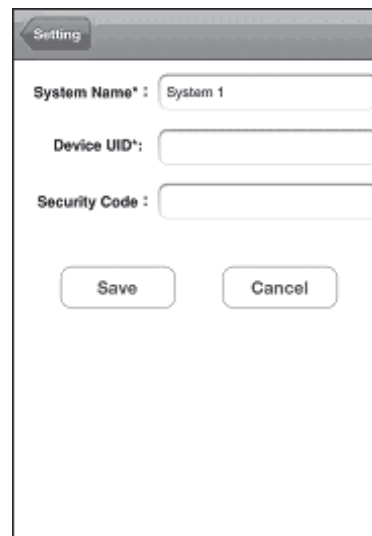 Setting
System Name* : System 1
Device UID*:
Security Code :
Save Cancel